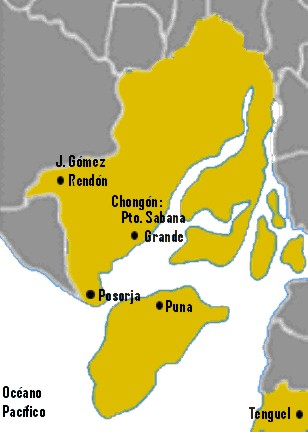 J. Gómez
Rendón
Chongón:
Pto. Sabana
Grande
Posorja
Puna
Océano
Pacífico
Tenguel